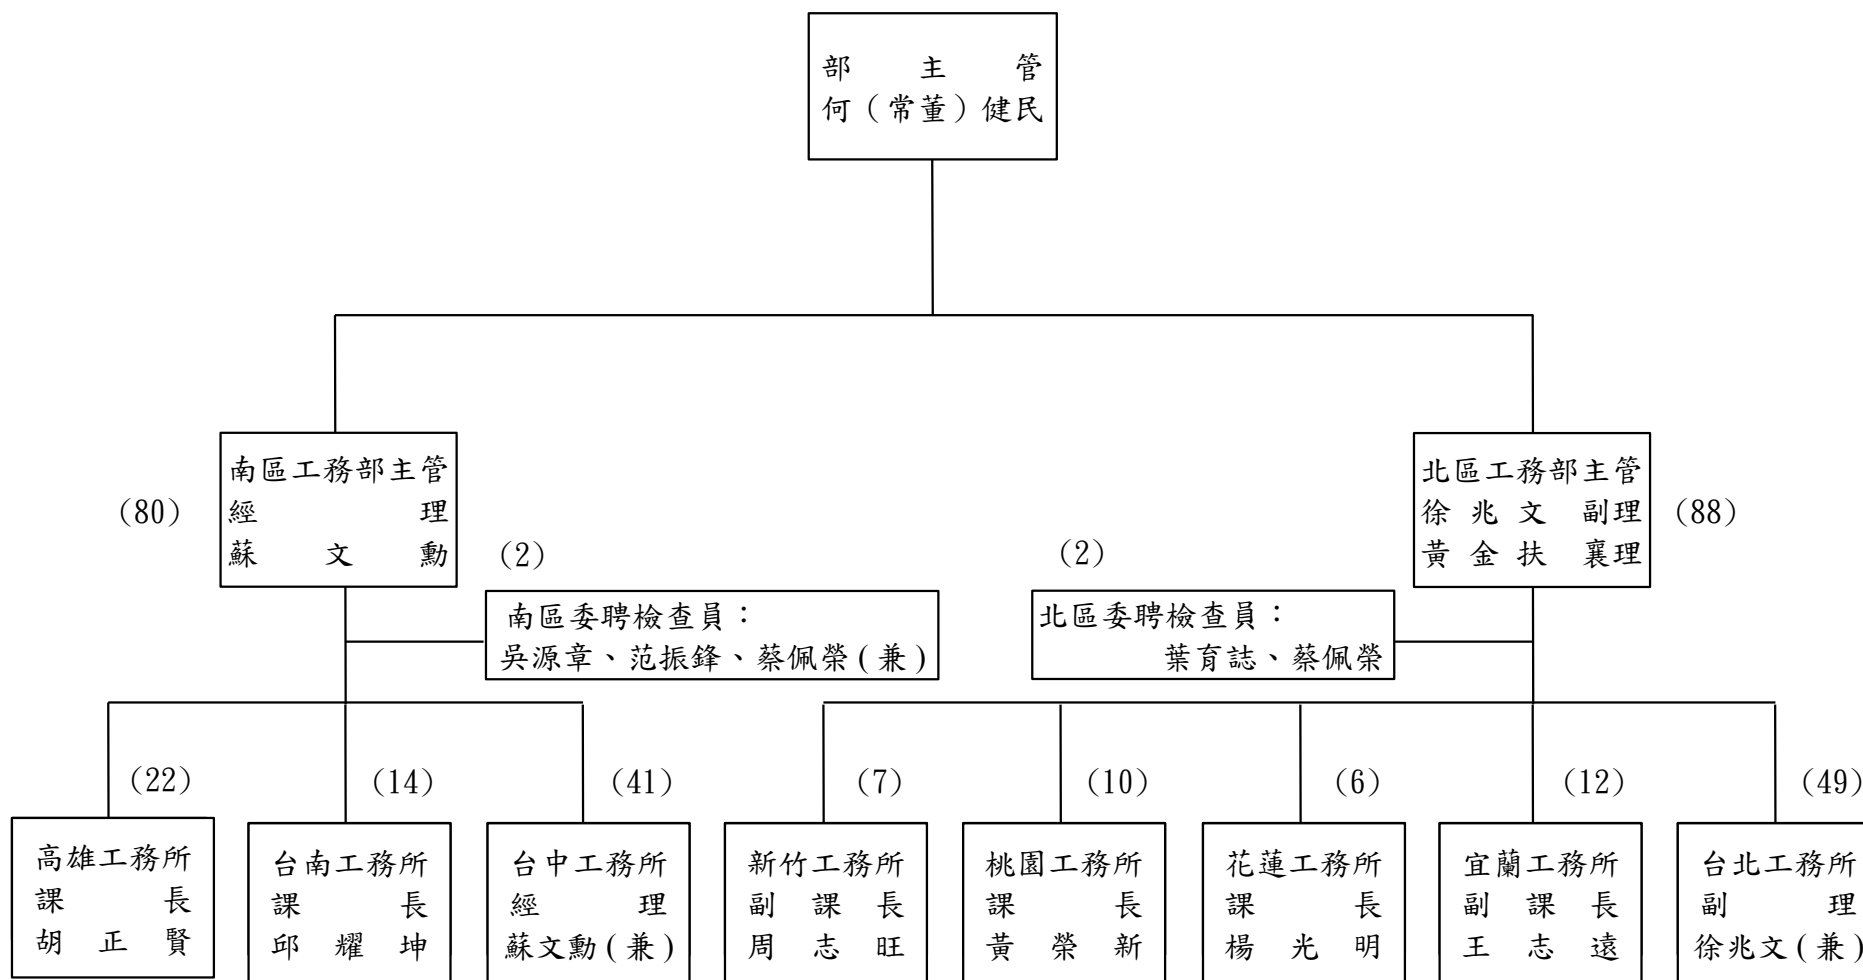 部主管
何（常董）健民
南區工務部主管
經理
蘇文勳
(80)
(2)
南區委聘檢查員：
吳源章、范振鋒、蔡佩榮(兼)
北區工務部主管
徐兆文 副理
黃金扶 襄理
(88)
(2)
北區委聘檢查員：
葉育誌、蔡佩榮
(22)
高雄工務所
課長
胡正賢
(14)
台南工務所
課長
邱耀坤
(41)
台中工務所
經理
蘇文勳(兼)
(7)
新竹工務所
副課長
周志旺
(10)
桃園工務所
課長
黃榮新
(6)
花蓮工務所
課長
楊光明
(12)
宜蘭工務所
副課長
王志遠
(49)
台北工務所
副理
徐兆文(兼)